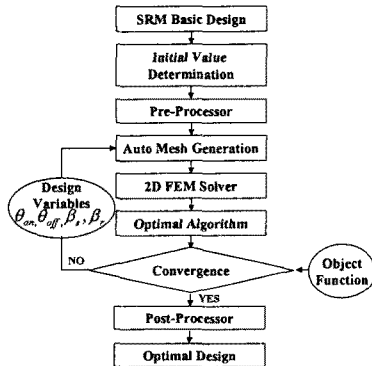 SRM Basic Design
Initial Value
Determination
Pre-Processor
Auto Mesh Generation
2D FEM Solver
Optimal Algorithm
Design
Variables
θon, θoff, βs, βr
NO
Convergence
Object
Function
YES
Post-Processor
Optimal Design